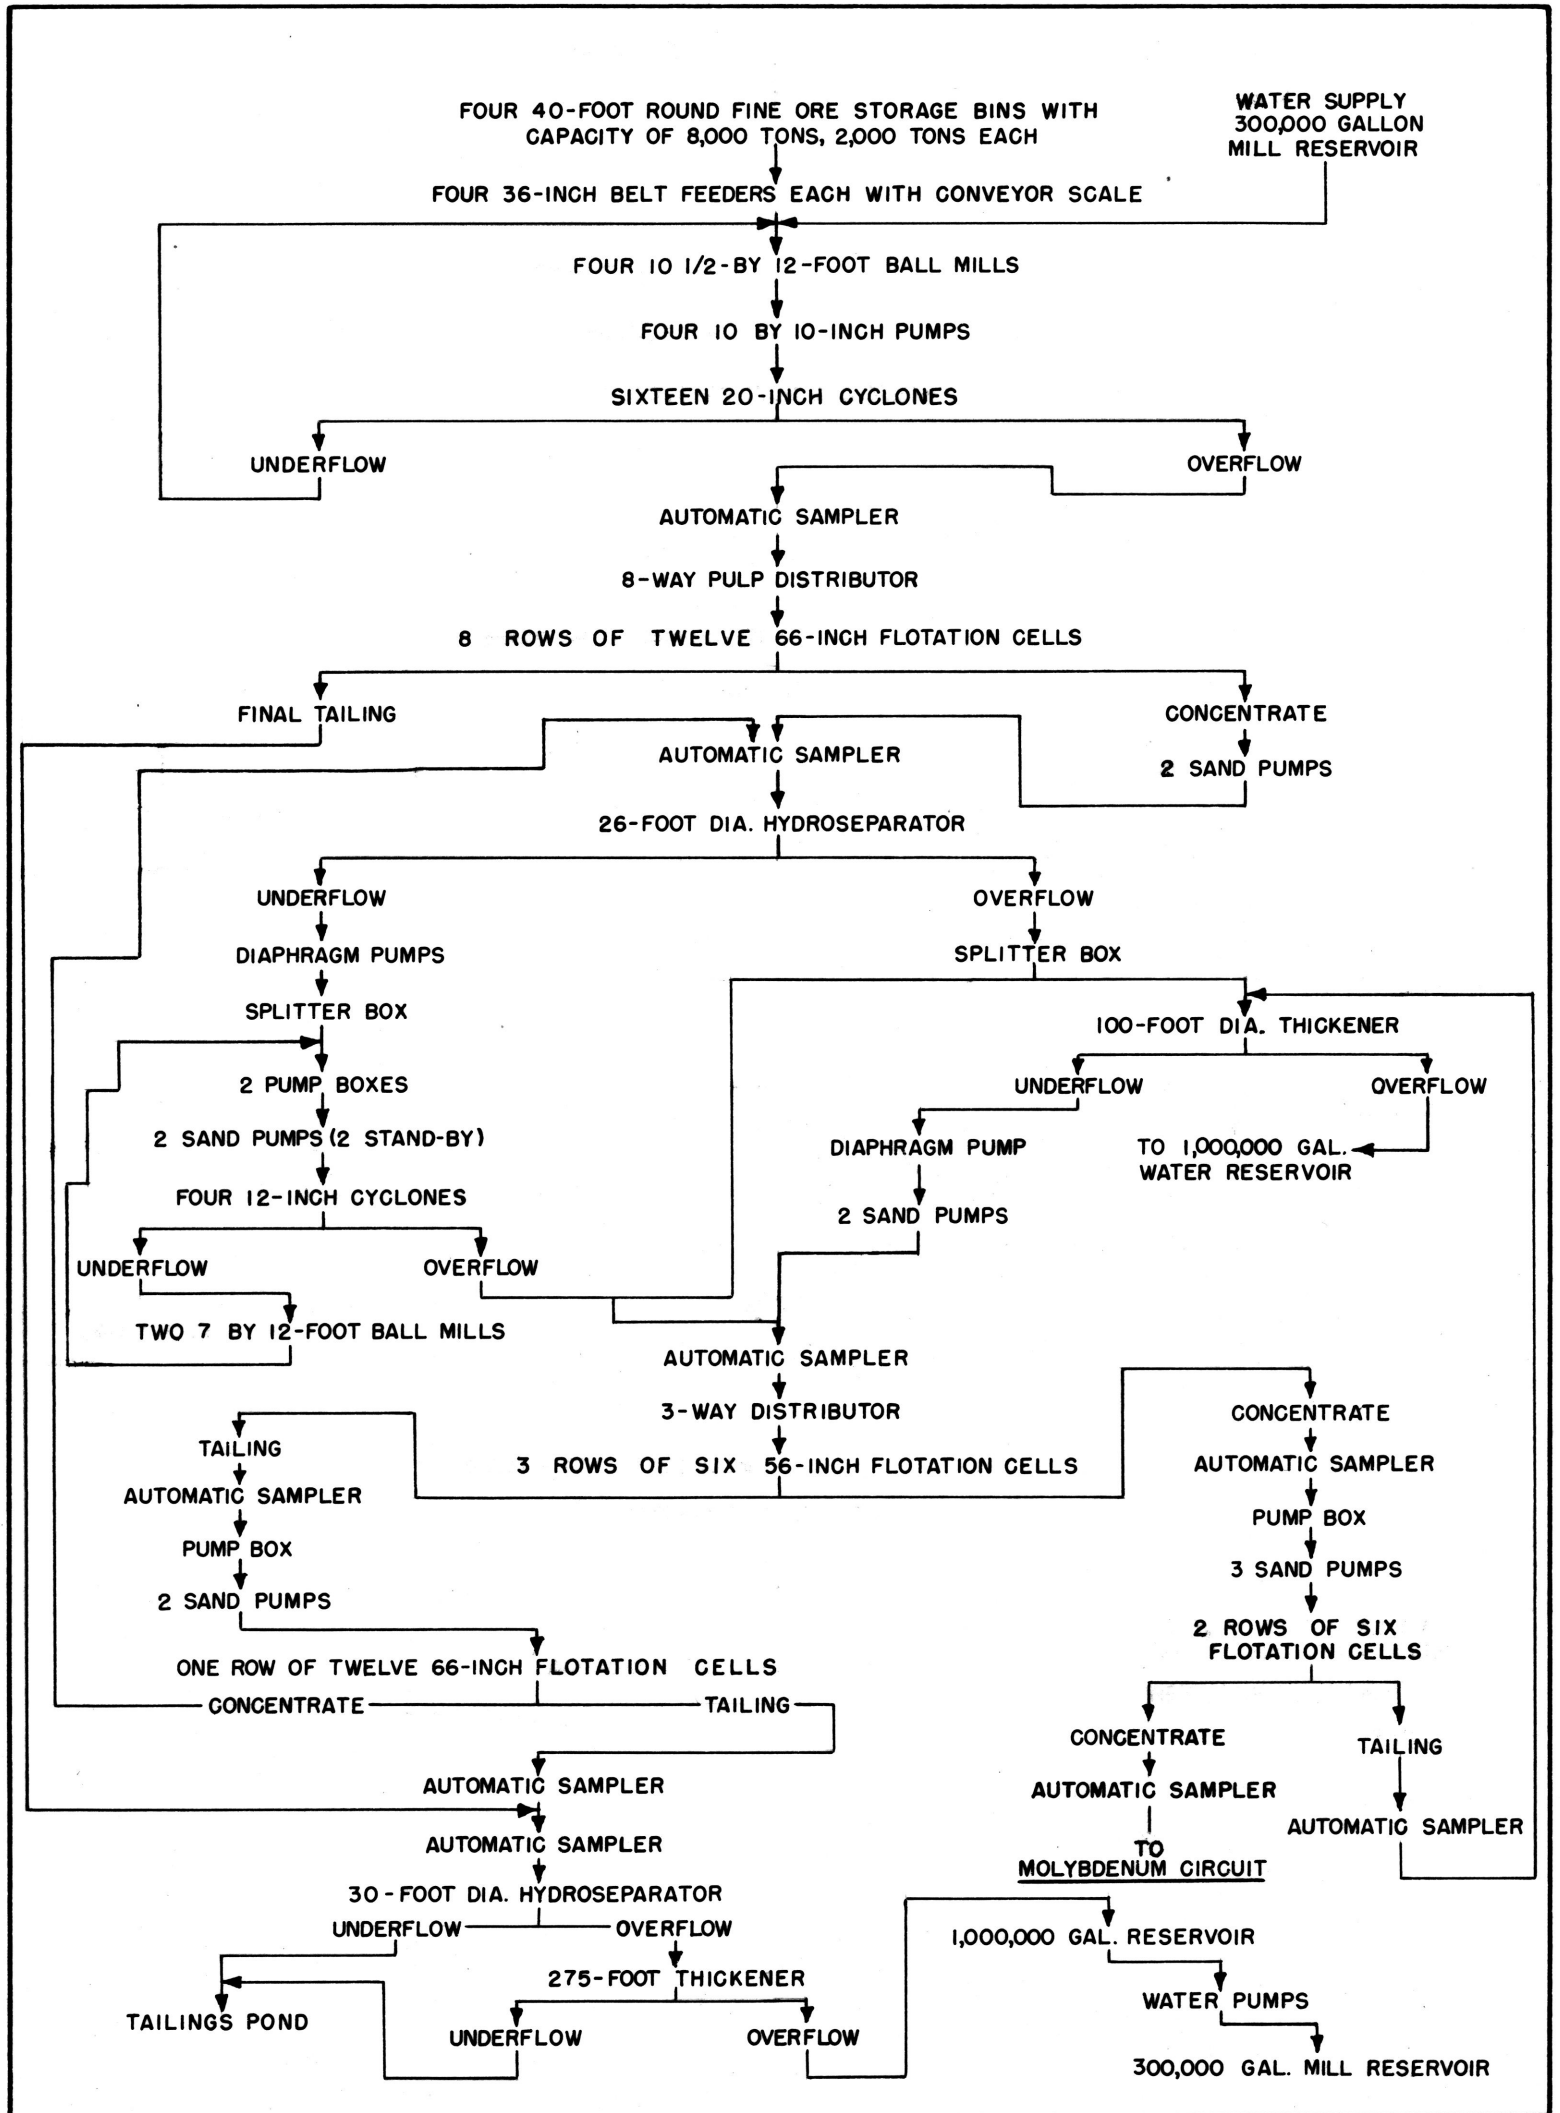 FOUR 40-FOOT ROUND FINE ORE STORAGE BINS WITH
CAPACITY OF 8,000 TONS, 2,000 TONS EACH
WATER SUPPLY
300,000 GALLON
MILL RESERVOIR
FOUR 36-INCH BELT FEEDERS EACH WITH CONVEYOR SCALE
FOUR 10 1/2-BY 12-FOOT BALL MILLS
FOUR 10 BY 10-INCH PUMPS
SIXTEEN 20-INCH CYCLONES
UNDERFLOW
OVERFLOW
AUTOMATIC SAMPLER
8-WAY PULP DISTRIBUTOR
8 ROWS OF TWELVE 66-INCH FLOTATION CELLS
FINAL TAILING
CONCENTRATE
AUTOMATIC SAMPLER
2 SAND PUMPS
26-FOOT DIA. HYDROSEPARATOR
UNDERFLOW
OVERFLOW
DIAPHRAGM PUMPS
SPLITTER BOX
SPLITTER BOX
100-FOOT DIA. THICKENER
2 PUMP BOXES
UNDERFLOW
OVERFLOW
2 SAND PUMPS (2 STAND-BY)
DIAPHRAGM PUMP
TO 1,000,000 GAL.
WATER RESERVOIR
FOUR 12-INCH CYCLONES
2 SAND PUMPS
UNDERFLOW
OVERFLOW
TWO 7 BY 12-FOOT BALL MILLS
AUTOMATIC SAMPLER
3-WAY DISTRIBUTOR
CONCENTRATE
TAILING
3 ROWS OF SIX 56-INCH FLOTATION CELLS
AUTOMATIC SAMPLER
AUTOMATIC SAMPLER
PUMP BOX
PUMP BOX
3 SAND PUMPS
2 SAND PUMPS
2 ROWS OF SIX
FLOTATION CELLS
ONE ROW OF TWELVE 66-INCH FLOTATION CELLS
CONCENTRATE
TAILING
CONCENTRATE
TAILING
AUTOMATIC SAMPLER
AUTOMATIC SAMPLER
AUTOMATIC SAMPLER
AUTOMATIC SAMPLER
TO
MOLYBDENUM CIRCUIT
30-FOOT DIA. HYDROSEPARATOR
UNDERFLOW
OVERFLOW
1,000,000 GAL. RESERVOIR
275-FOOT THICKENER
WATER PUMPS
TAILINGS POND
UNDERFLOW
OVERFLOW
300,000 GAL. MILL RESERVOIR